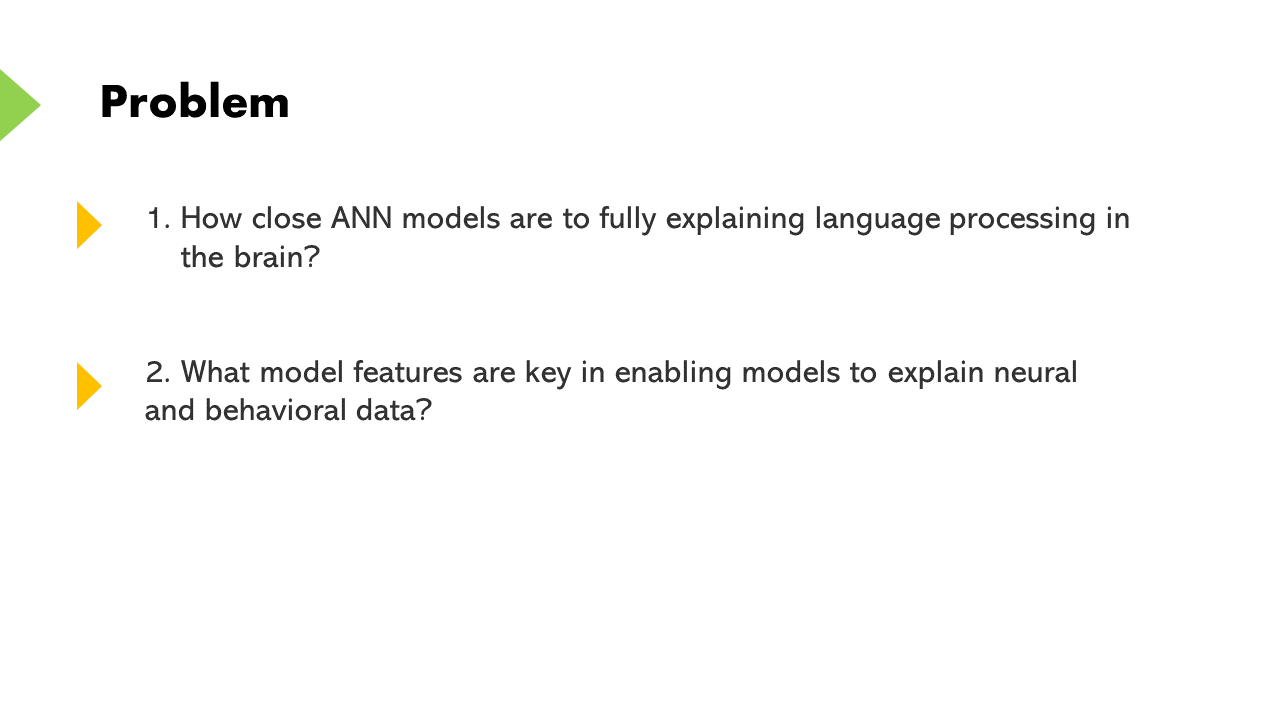 Problem
1. How close ANN models are to fully explaining language processing in
the brain?
2. What model features are key in enabling models to explain neural
and behavioral data?